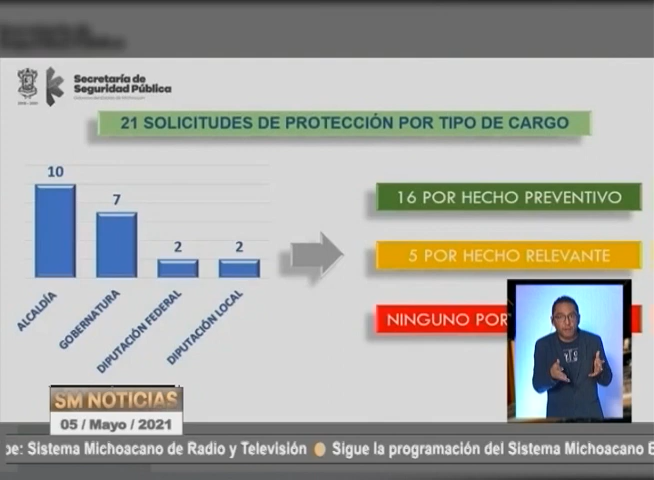 Secretaría de
Seguridad Pública
21 SOLICITUDES DE PROTECCIÓN POR TIPO DE CARGO
10
7
2
2
ALCALDÍA
GOBERNATURA
DIPUTACIÓN FEDERAL
DIPUTACIÓN LOCAL
16 POR HECHO PREVENTIVO
5 POR HECHO RELEVANTE
NINGUNO POR
SM NOTICIAS
05 / Mayo / 2021
be: Sistema Michoacano de Radio y Televisión
Sigue la programación del Sistema Michoacano